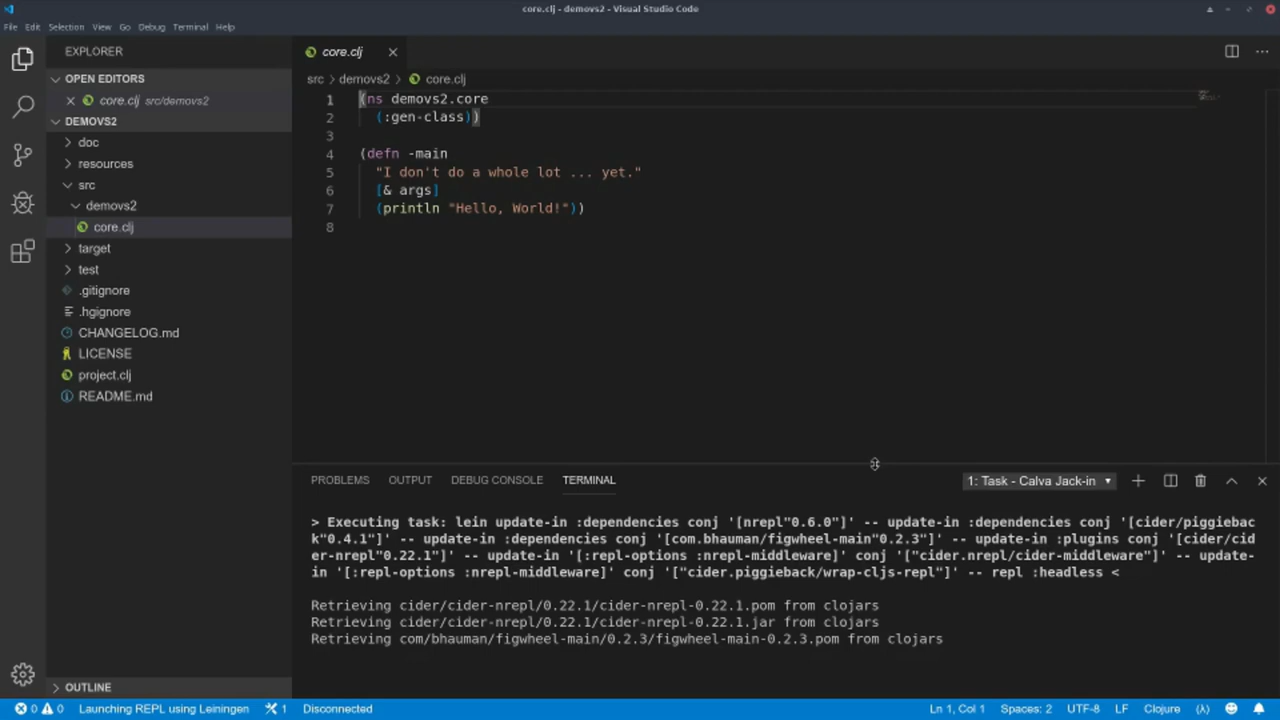 core.clj - demovs2 - Visual Studio Code
File Edit Selection View Go Debug Terminal Help
EXPLORER
OPEN EDITORS
core.clj src/demovs2
DEMOVS2
doc
resources
src
demovs2
core.clj
target
test
.gitignore
.hgignore
CHANGELOG.md
LICENSE
project.clj
README.md
OUTLINE
core.clj
src demovs2 core.clj
1 (ns demovs2.core
2 (:gen-class))
3
4 (defn -main
5 "I don't do a whole lot ... yet."
6 [& args]
7 (println "Hello, World!"))
8
PROBLEMS OUTPUT DEBUG CONSOLE TERMINAL 1: Task - Calva Jack-in
> Executing task: lein update-in :dependencies conj '[nrepl"0.6.0"]' -- update-in :dependencies conj '[cider/piggiebac
k"0.4.1"]' -- update-in :dependencies conj '[com.bhauman/figwheel-main"0.2.3"]' -- update-in :plugins conj '[cider/cid
er-nrepl"0.22.1"]' -- update-in '[:repl-options :nrepl-middleware]' conj '["cider.nrepl/cider-middleware"]' -- update-
in '[:repl-options :nrepl-middleware]' conj '["cider.piggieback/wrap-cljs-repl"]' -- repl :headless <
Retrieving cider/cider-nrepl/0.22.1/cider-nrepl-0.22.1.pom from clojars
Retrieving cider/cider-nrepl/0.22.1/cider-nrepl-0.22.1.jar from clojars
Retrieving com/bhauman/figwheel-main/0.2.3/figwheel-main-0.2.3.pom from clojars
0 0 Launching REPL using Leiningen 1 Disconnected Ln 1, Col 1 Spaces: 2 UTF-8 LF Clojure (λ)